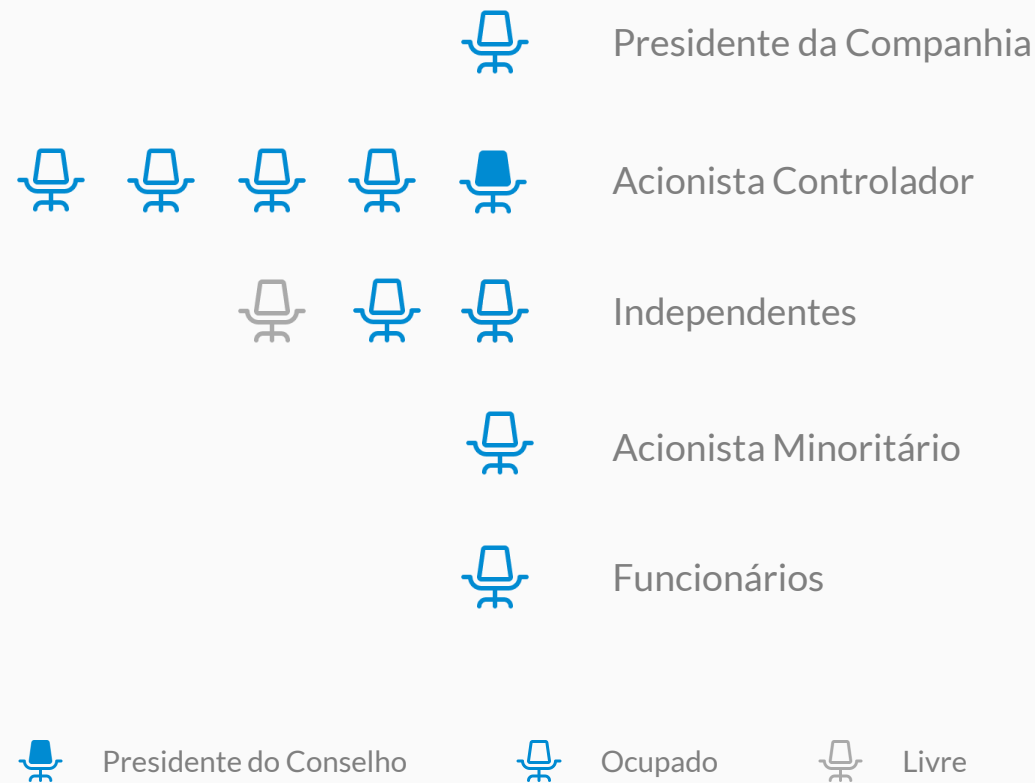 Presidente da Companhia
Acionista Controlador
Independentes
Acionista Minoritário
Funcionários
Presidente do Conselho
Ocupado
Livre